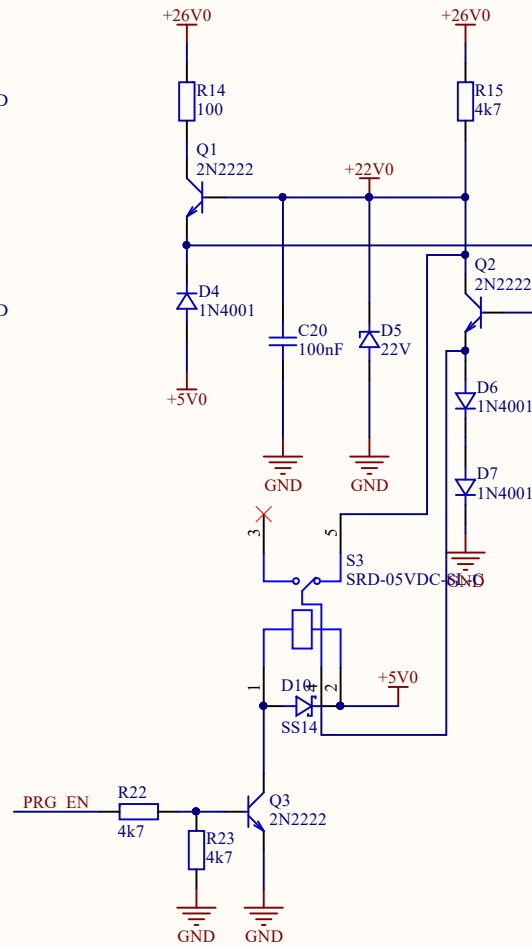 +26V0
+26V0
R14
100
R15
4k7
D
Q1
2N2222
+22V0
Q2
2N2222
D4
1N4001
D
C20
100nF
D5
22V
+5V0
D6
1N4001
GND
GND
D7
1N4001
3
5
GND
S3
SRD-05VDC-SL-C
1
D10
4
2
+5V0
SS14
PRG_EN
R22
4k7
Q3
2N2222
R23
4k7
GND
GND